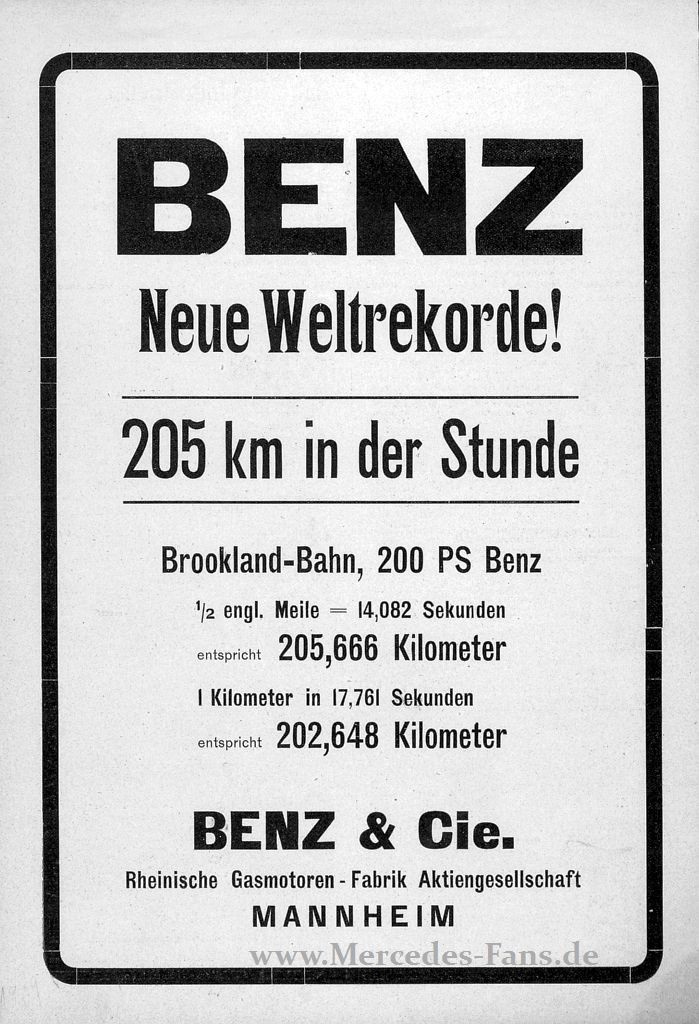 BENZ
Neue Weltrekorde!
205 km in der Stunde
Brookland-Bahn, 200 PS Benz
1/2 engl. Meile = 14,082 Sekunden
entspricht 205,666 Kilometer
1 Kilometer in 17,761 Sekunden
entspricht 202,648 Kilometer
BENZ & Cie.
Rheinische Gasmotoren-Fabrik Aktiengesellschaft
MANNHEIM
www.Mercedes-Fans.de